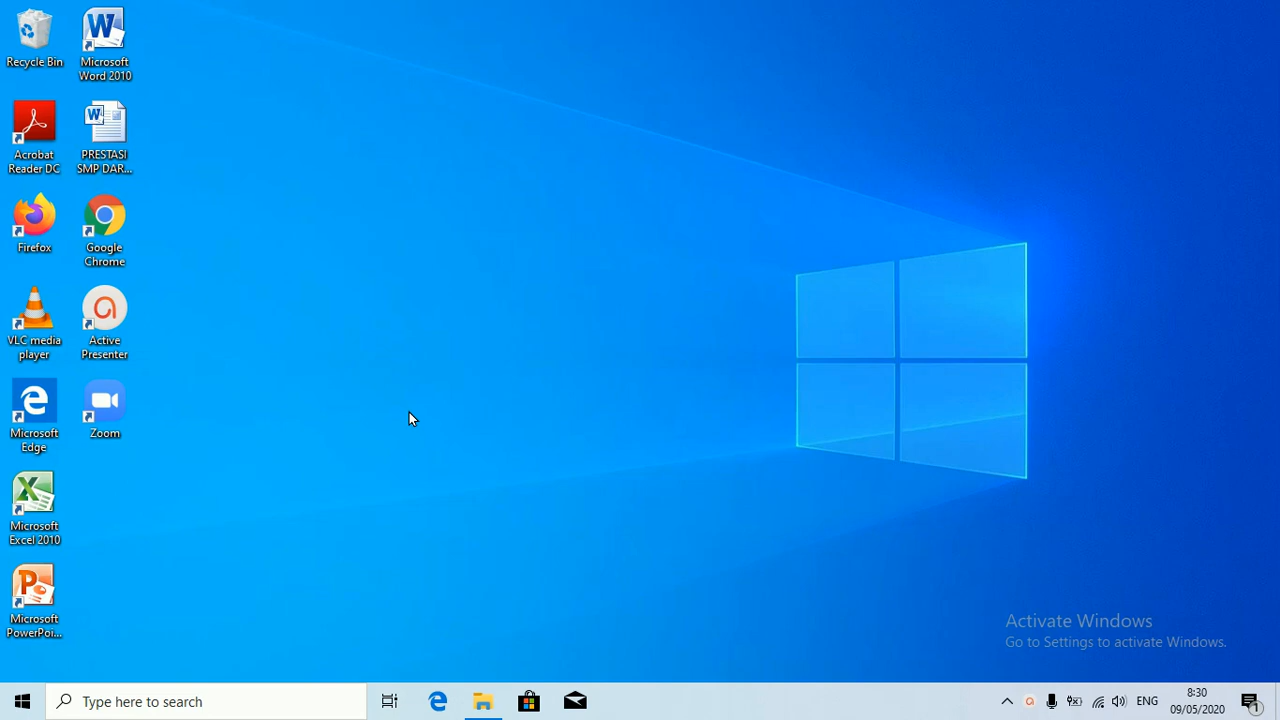 Recycle Bin
Microsoft
Word 2010
Acrobat
Reader DC
PRESTASI
SMP DAR...
Firefox
Google
Chrome
VLC media
player
Active
Presenter
Microsoft
Edge
Zoom
Microsoft
Excel 2010
Microsoft
PowerPoi...
Activate Windows
Go to Settings to activate Windows.
Type here to search
ENG
8:30
09/05/2020
1